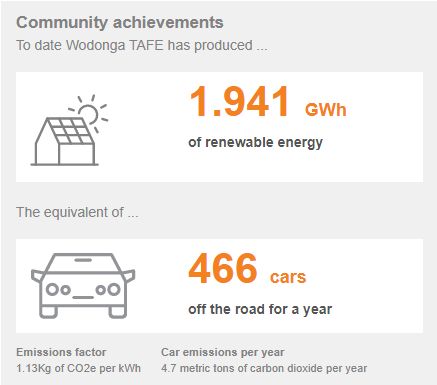 Community achievements
To date Wodonga TAFE has produced ...
1.941 GWh
of renewable energy
The equivalent of ...
466 cars
off the road for a year
Emissions factor
1.13Kg of CO2e per kWh
Car emissions per year
4.7 metric tons of carbon dioxide per year